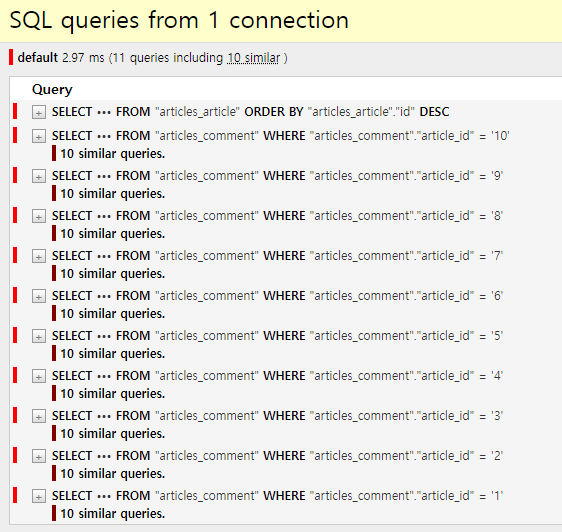 SQL queries from 1 connection
default 2.97 ms (11 queries including 10 similar )
Query
+ SELECT ••• FROM "articles_article" ORDER BY "articles_article"."id" DESC
+ SELECT ••• FROM "articles_comment" WHERE "articles_comment"."article_id" = '10'
10 similar queries.
+ SELECT ••• FROM "articles_comment" WHERE "articles_comment"."article_id" = '9'
10 similar queries.
+ SELECT ••• FROM "articles_comment" WHERE "articles_comment"."article_id" = '8'
10 similar queries.
+ SELECT ••• FROM "articles_comment" WHERE "articles_comment"."article_id" = '7'
10 similar queries.
+ SELECT ••• FROM "articles_comment" WHERE "articles_comment"."article_id" = '6'
10 similar queries.
+ SELECT ••• FROM "articles_comment" WHERE "articles_comment"."article_id" = '5'
10 similar queries.
+ SELECT ••• FROM "articles_comment" WHERE "articles_comment"."article_id" = '4'
10 similar queries.
+ SELECT ••• FROM "articles_comment" WHERE "articles_comment"."article_id" = '3'
10 similar queries.
+ SELECT ••• FROM "articles_comment" WHERE "articles_comment"."article_id" = '2'
10 similar queries.
+ SELECT ••• FROM "articles_comment" WHERE "articles_comment"."article_id" = '1'
10 similar queries.